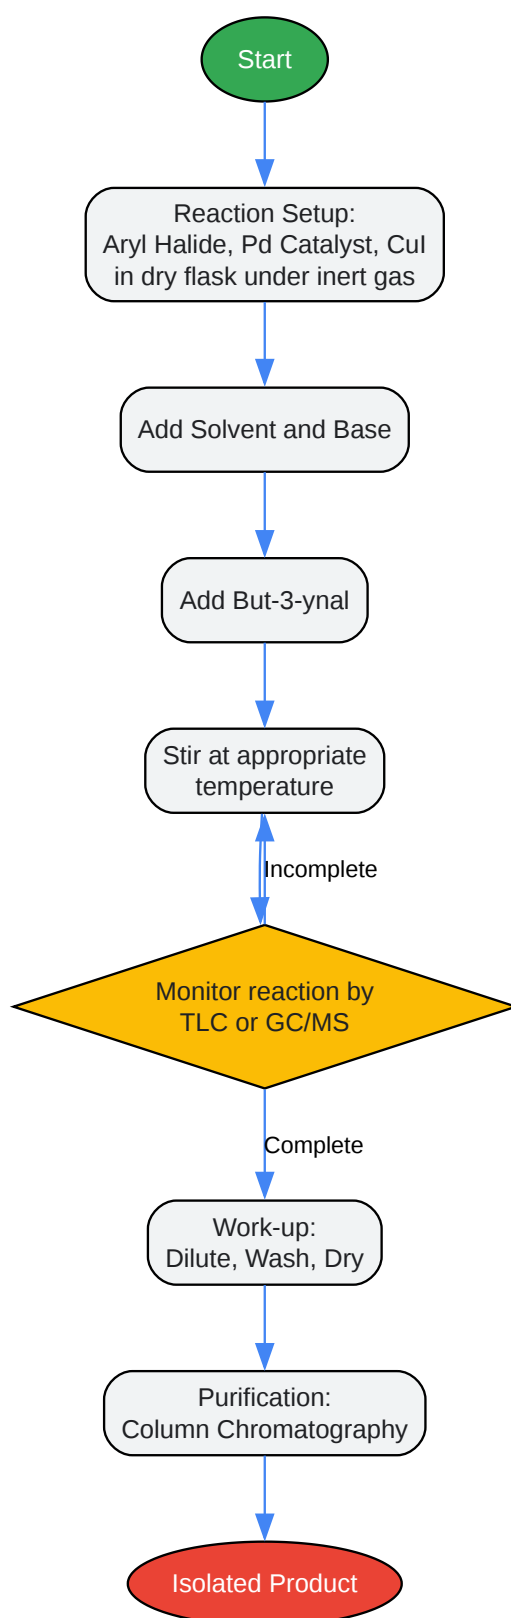 Start
Reaction Setup:
Aryl Halide, Pd Catalyst, CuI
in dry flask under inert gas
Add Solvent and Base
Add But-3-ynal
Stir at appropriate
temperature
Incomplete
Monitor reaction by
TLC or GC/MS
Complete
Work-up:
Dilute, Wash, Dry
Purification:
Column Chromatography
Isolated Product